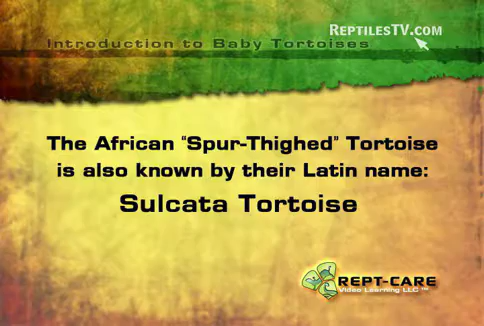 REPTILESTV.COM
Introduction to Baby Tortoises
The African "Spur-Thighed" Tortoise
is also known by their Latin name:
Sulcata Tortoise
REPT-CARE
Video Learning LLC ™